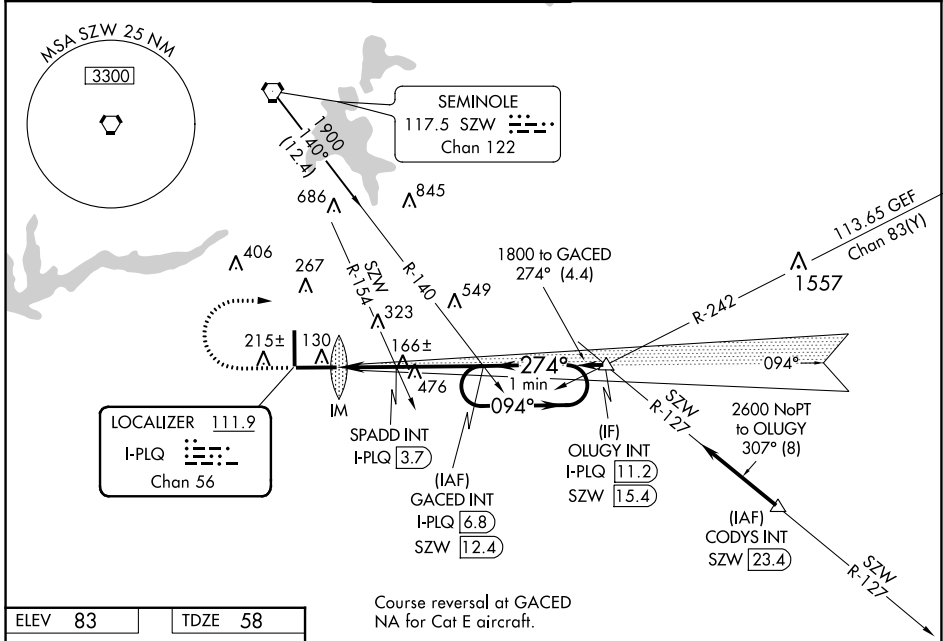 MSA SZW 25 NM
3300
SEMINOLE
117.5 SZW
Chan 122
1900
140°
(12.4)
686
845
113.65 GEF
Chan 83(Y)
R-242
1557
406
267
SZW
R-154
R-140
323
549
1800 to GACED
274° (4.4)
215±
130
166±
476
274°
1 min
094°
094°
IM
LOCALIZER 111.9
I-PLQ
Chan 56
SPADD INT
I-PLQ 3.7
(IAF)
GACED INT
I-PLQ 6.8
SZW 12.4
(IF)
OLUGY INT
I-PLQ 11.2
SZW 15.4
SZW
R-127
2600 NoPT
to OLUGY
307° (8)
(IAF)
CODYS INT
SZW 23.4
SZW
R-127
ELEV 83
TDZE 58
Course reversal at GACED
NA for Cat E aircraft.